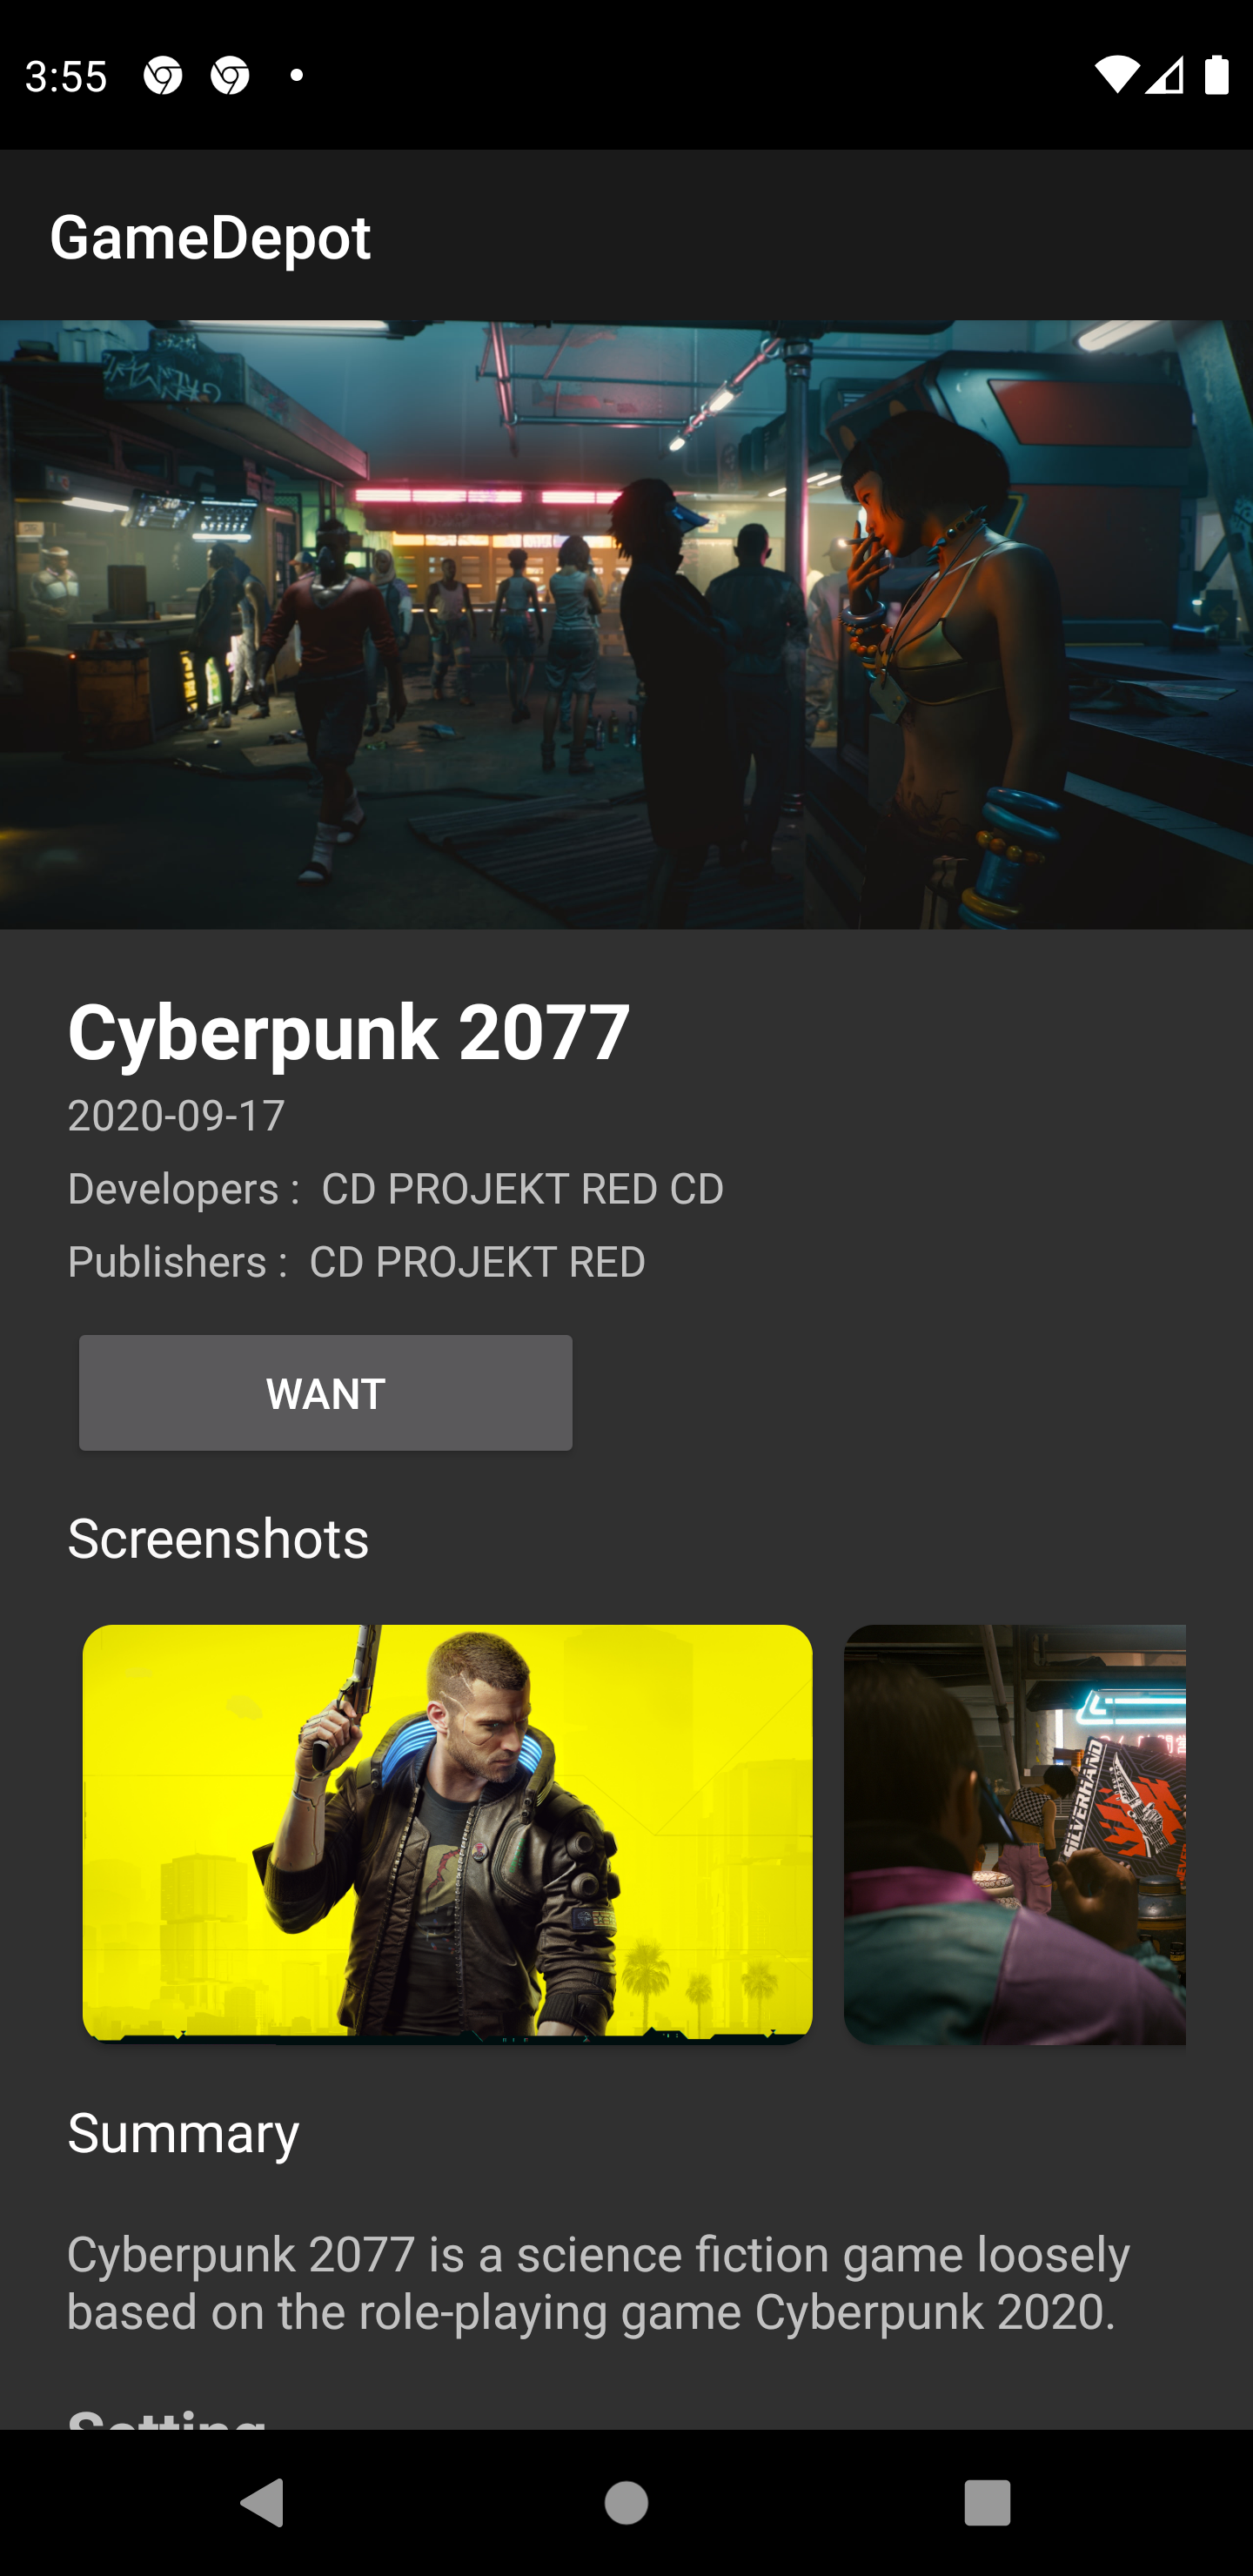 3:55
GameDepot
Cyberpunk 2077
2020-09-17
Developers : CD PROJEKT RED CD
Publishers : CD PROJEKT RED
WANT
Screenshots
SILVERHAND
Summary
Cyberpunk 2077 is a science fiction game loosely
based on the role-playing game Cyberpunk 2020.
Setting